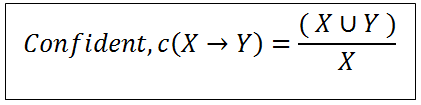 Confident, c(X → Y) = ( X ∪ Y ) / X